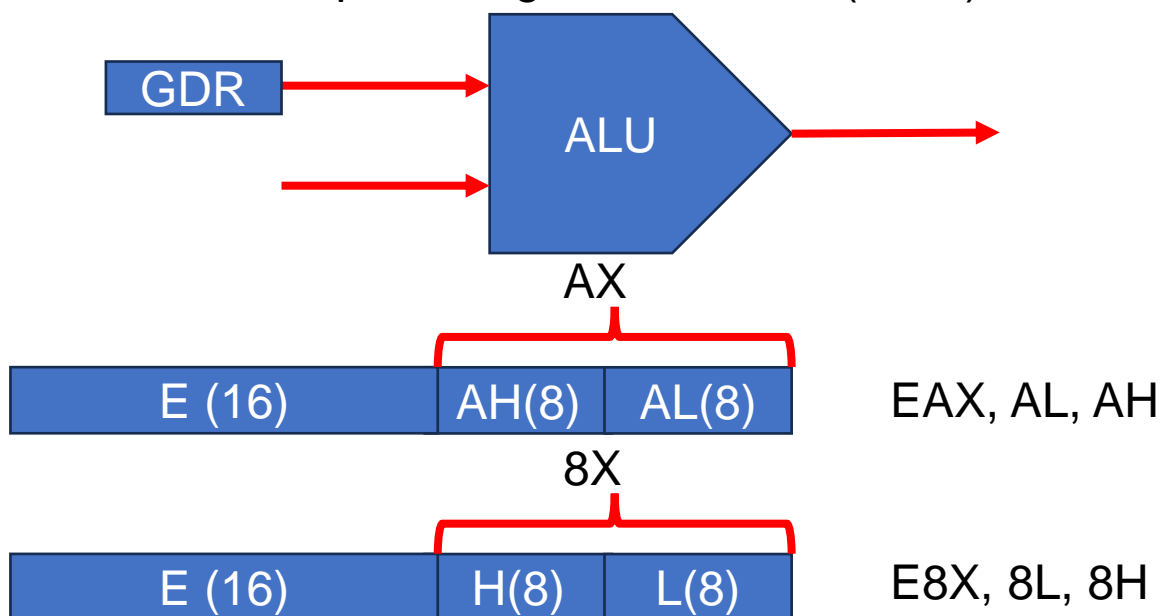 GDR
ALU
AX
E (16) AH(8) AL(8) EAX, AL, AH
8X
E (16) H(8) L(8) E8X, 8L, 8H